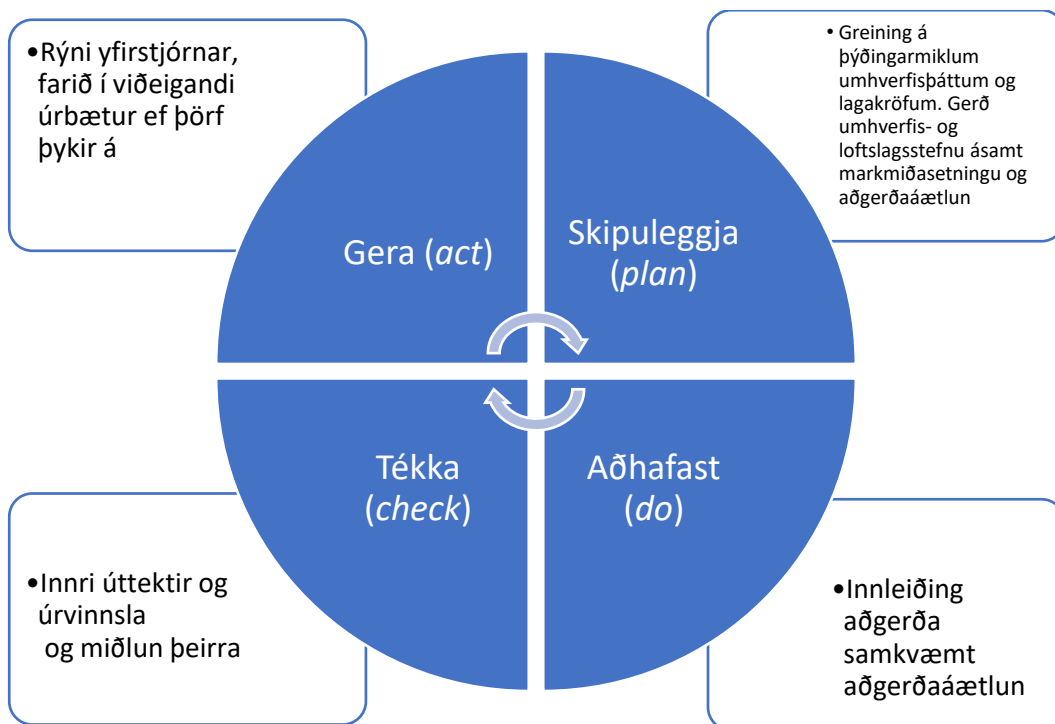 •Rýni yfirstjórnar,
farið í viðeigandi
úrbætur ef þörf
þykir á
• Greining á
þýðingarmiklum
umhverfisþáttum og
lagakröfum. Gerð
umhverfis- og
loftslagsstefnu ásamt
markmiðasetningu og
aðgerðaáætlun
Gera (act)
Skipuleggja
(plan)
Tékka
(check)
Aðhafast
(do)
•Innri úttektir og
úrvinnsla
og miðlun þeirra
•Innleiðing
aðgerða
samkvæmt
aðgerðaáætlun